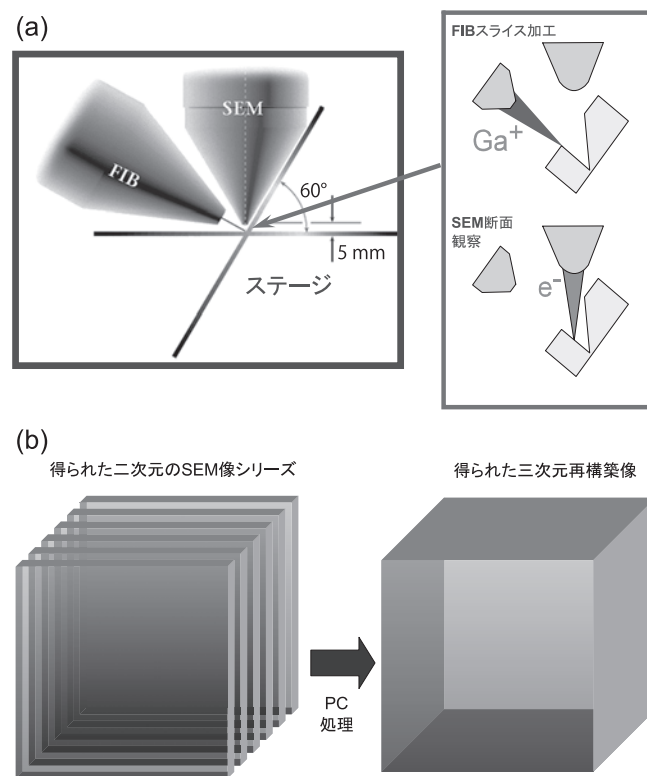 (a)
SEM
FIB
60°
5 mm
ステージ
FIBスライス加工
Ga+
SEM断面
観察
e-
(b)
得られた二次元のSEM像シリーズ
得られた三次元再構築像
PC
処理